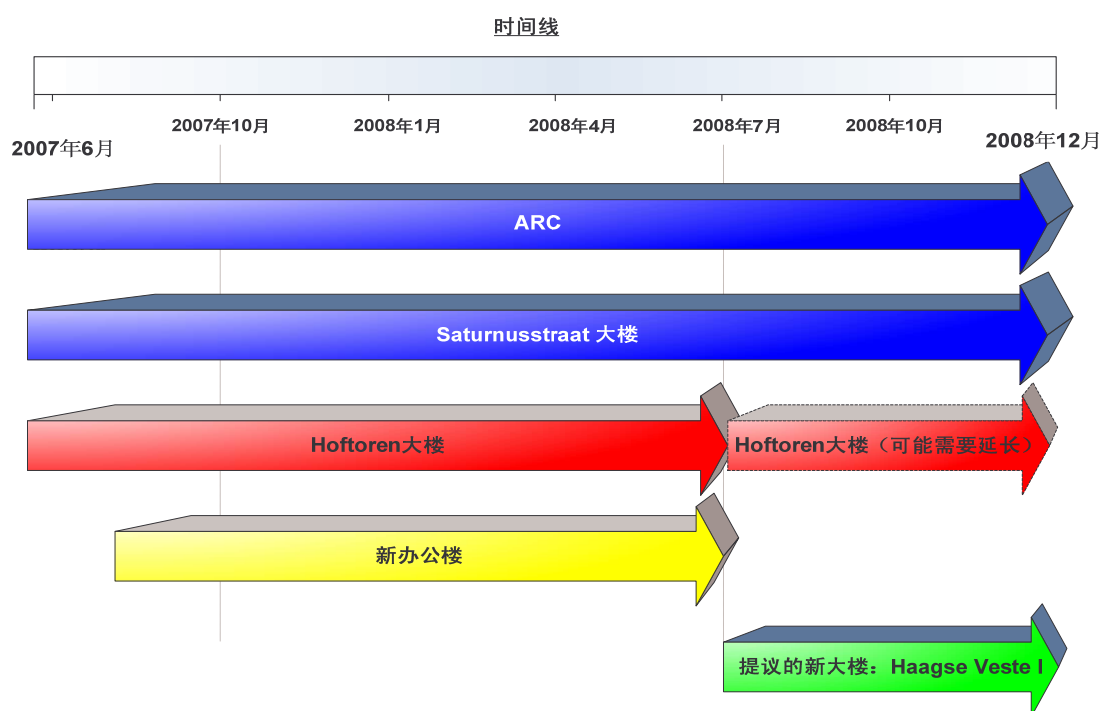 时间线
2007年10月
2008年1月
2008年4月
2008年7月
2008年10月
2007年6月
2008年12月
ARC
Saturnusstraat 大楼
Hoftoren大楼
Hoftoren大楼（可能需要延长）
新办公楼
提议的新大楼：Haagse Veste I